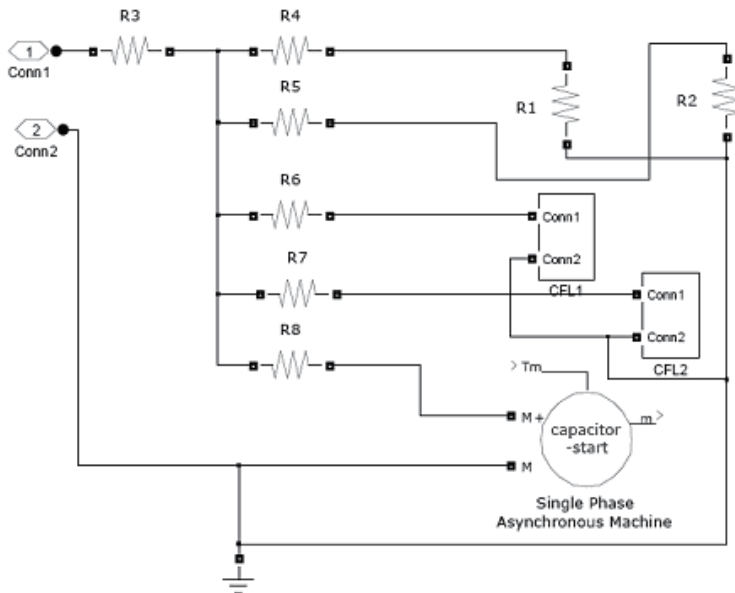 R3
R4
1
Conn1
R5
R1
R2
2
Conn2
R6
Conn1
Conn2
CFL1
R7
Conn1
Conn2
CFL2
R8
Tm
M +
capacitor
-start
m
M
Single Phase
Asynchronous Machine